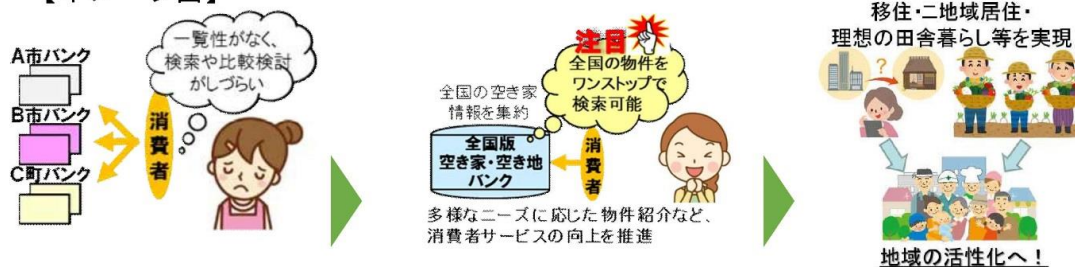 A市バンク
B市バンク
C町バンク
消費者
一覧性がなく、
検索や比較検討
がしづらい
注目
全国の物件を
ワンストップで
検索可能
全国の空き家
情報を集約
全国版
空き家・空き地
バンク
消費者
多様なニーズに応じた物件紹介など、
消費者サービスの向上を推進
移住・二地域居住・
理想の田舎暮らし等を実現
?
地域の活性化へ!